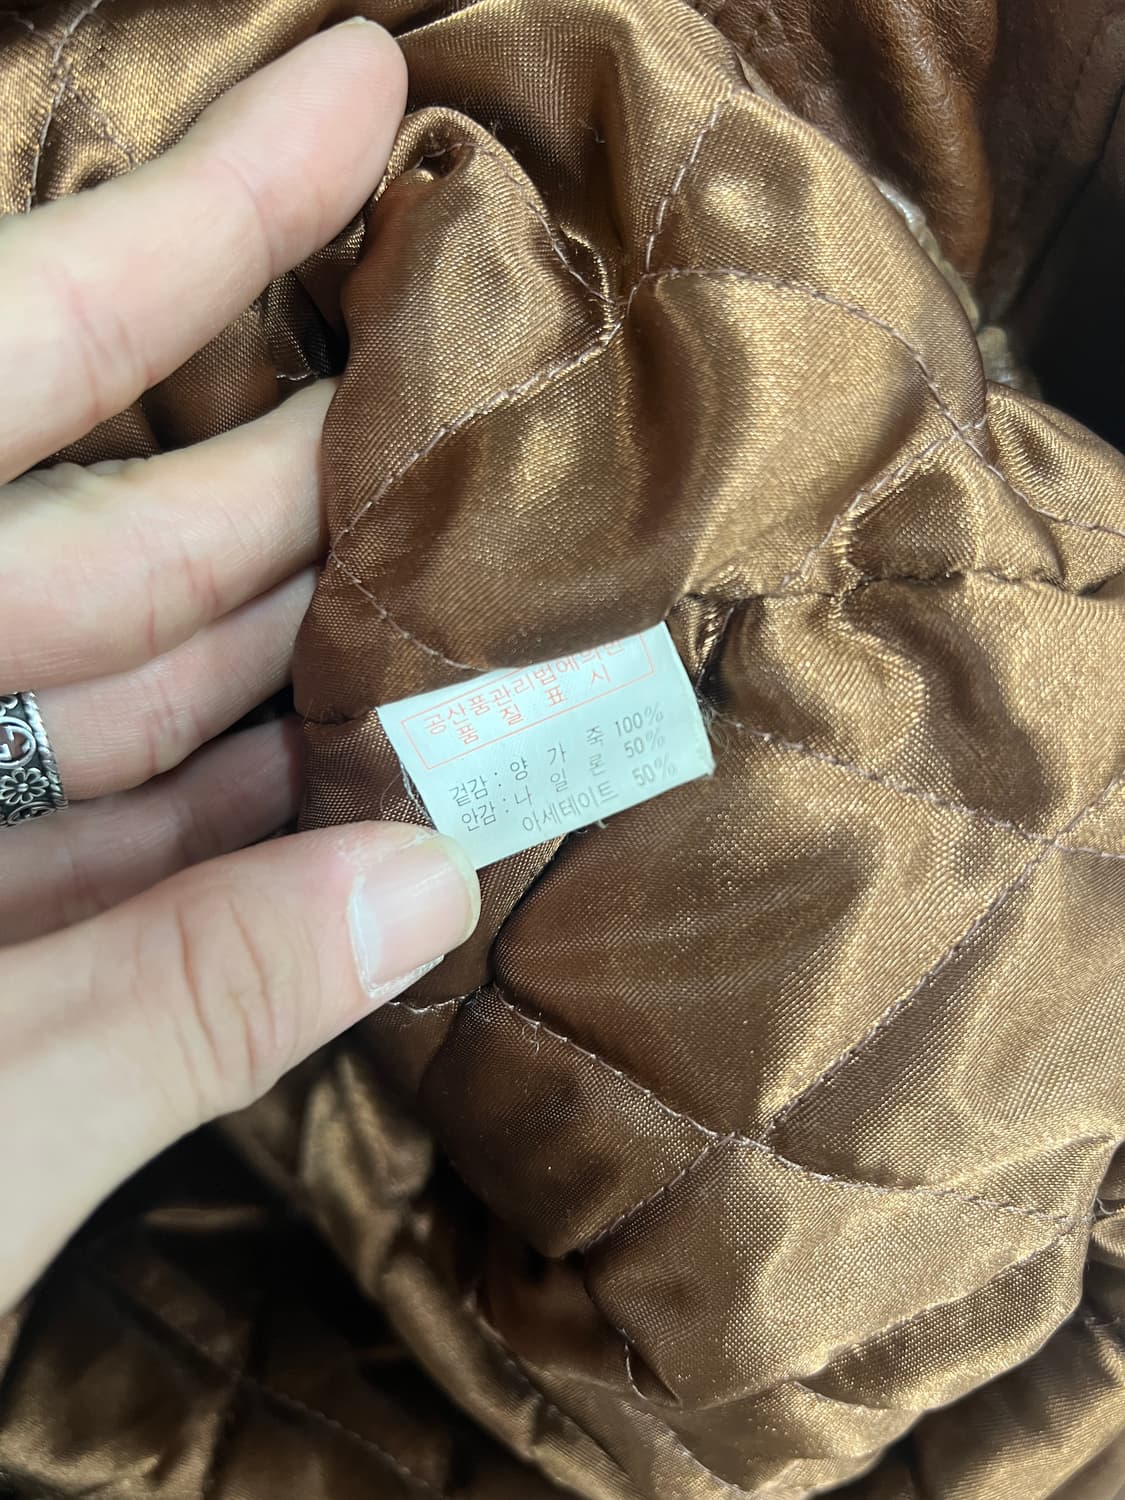 공산품관리법에의한
품 질 표 시
겉감 : 양 가 죽 100%
안감 : 나 일 론 50%
아세테이트 50%